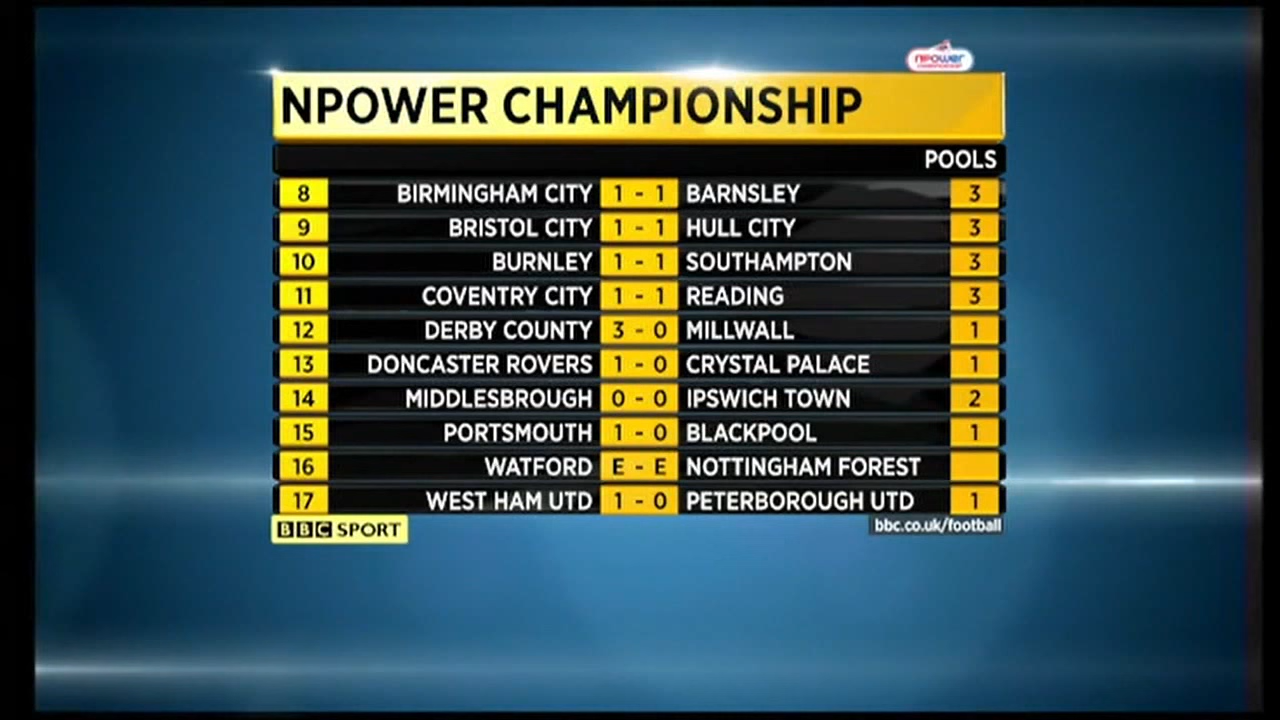 npower
CHAMPIONSHIP
NPOWER CHAMPIONSHIP
POOLS
8 BIRMINGHAM CITY 1 - 1 BARNSLEY 3
9 BRISTOL CITY 1 - 1 HULL CITY 3
10 BURNLEY 1 - 1 SOUTHAMPTON 3
11 COVENTRY CITY 1 - 1 READING 3
12 DERBY COUNTY 3 - 0 MILLWALL 1
13 DONCASTER ROVERS 1 - 0 CRYSTAL PALACE 1
14 MIDDLESBROUGH 0 - 0 IPSWICH TOWN 2
15 PORTSMOUTH 1 - 0 BLACKPOOL 1
16 WATFORD E - E NOTTINGHAM FOREST
17 WEST HAM UTD 1 - 0 PETERBOROUGH UTD 1
BBC SPORT bbc.co.uk/football